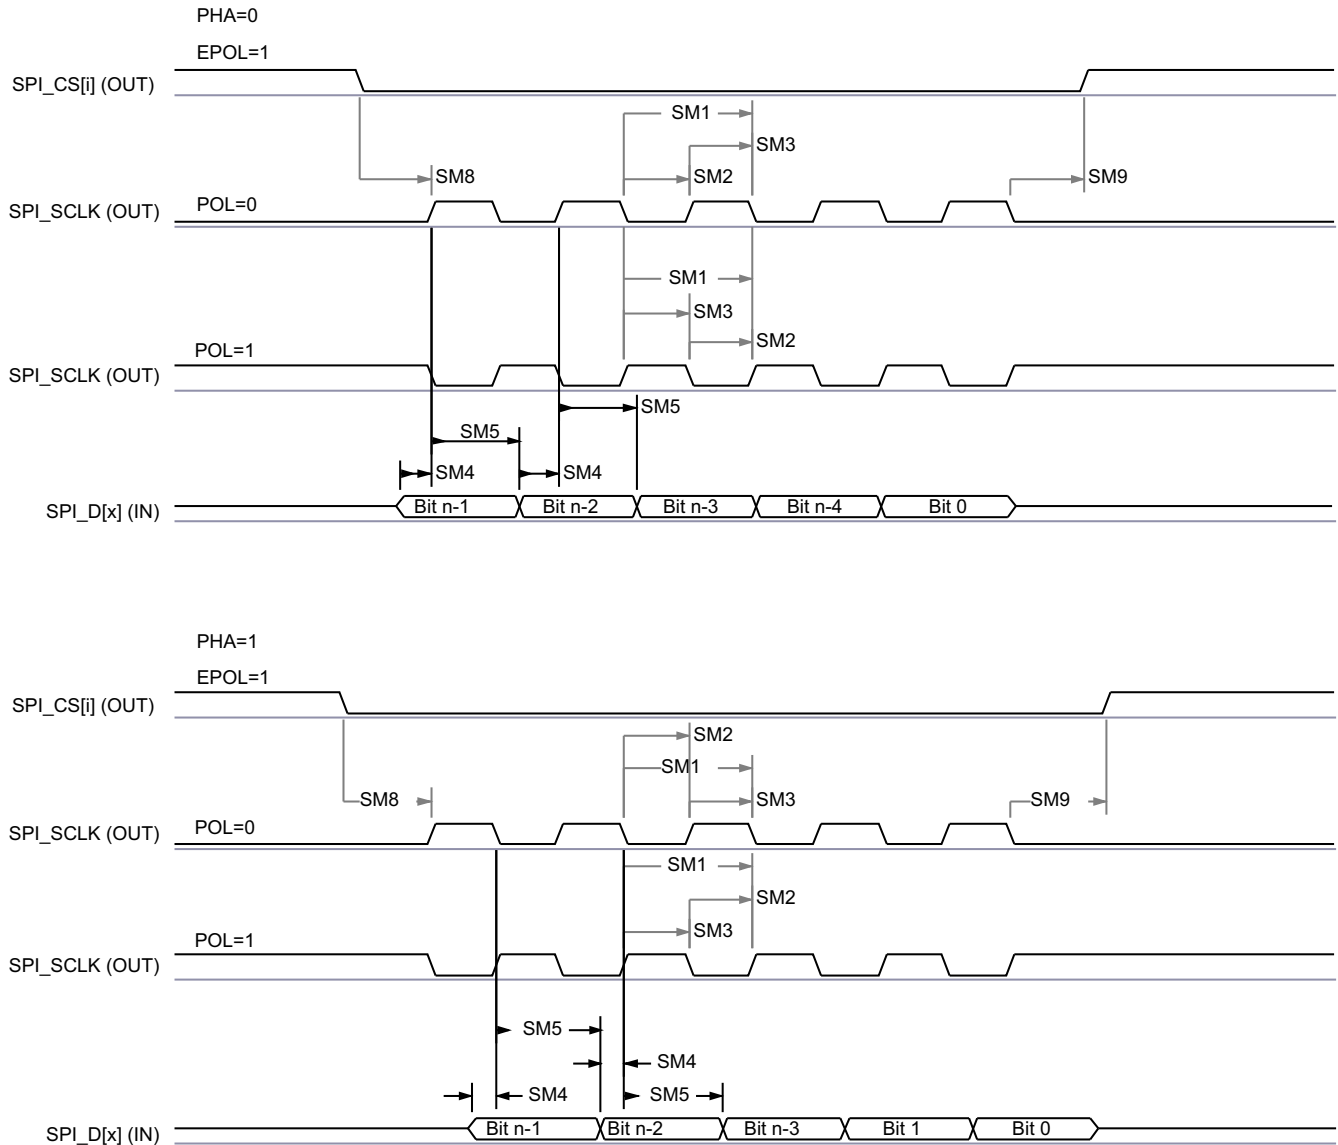 PHA=0
EPOL=1
SPI_CS[i] (OUT)
SM1
SM3
SM8
SM2
SM9
SPI_SCLK (OUT)
POL=0
SM1
SM3
SM2
POL=1
SPI_SCLK (OUT)
SM5
SM5
SM4
SM4
SPI_D[x] (IN)
Bit n-1
Bit n-2
Bit n-3
Bit n-4
Bit 0
PHA=1
EPOL=1
SPI_CS[i] (OUT)
SM2
SM1
SM8
SM3
SM9
SPI_SCLK (OUT)
POL=0
SM1
SM2
SM3
POL=1
SPI_SCLK (OUT)
SM5
SM4
SM4
SM5
SPI_D[x] (IN)
Bit n-1
Bit n-2
Bit n-3
Bit 1
Bit 0